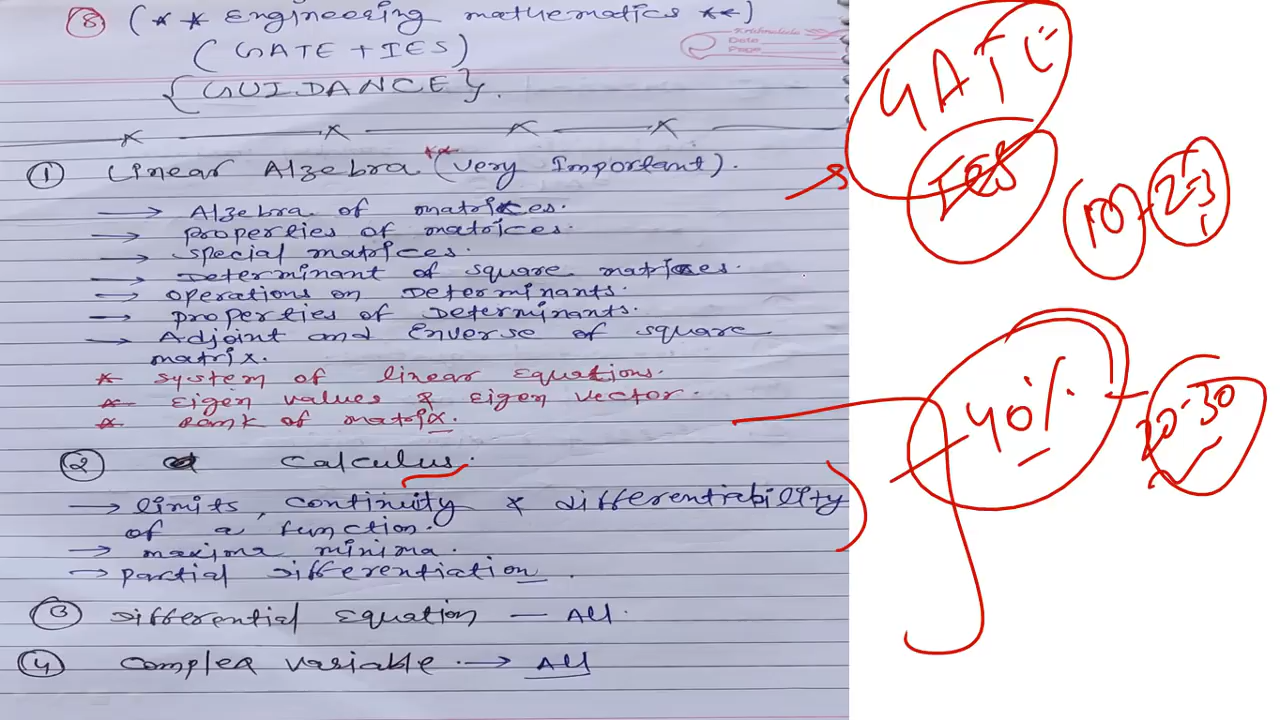 ⑧ (** Engineering mathematics **)
(GATE + IES)
{GUIDANCE}.
Date
Page
① Linear Algebra **(very Important).
→ Algebra of matrices.
→ properties of matrices.
→ special matrices.
→ Determinant of square matrices.
→ operations on Determinants.
→ properties of Determinants.
→ Adjoint and Enverse of square
matrix.
* system of linear equations.
* Eigen values & Eigen vector.
* Rank of matrix.
② Calculus.
→ limits, continuity & differentiability
of a function.
→ maxima minima.
→ partial differentiation.
③ Differential Equation — All.
④ complex variable. → All
GATE
IES
10 - 2-3
40% - 20-30